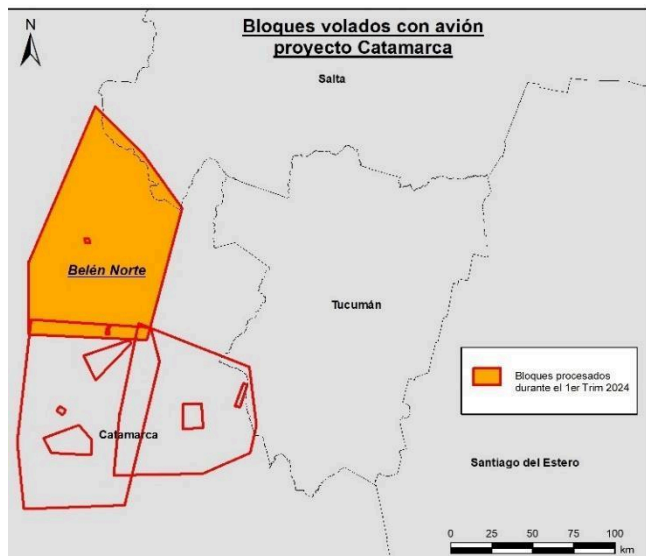 Bloques volados con avión
proyecto Catamarca
N
Salta
Belén Norte
Tucumán
Bloques procesados
durante el 1er Trim 2024
Catamarca
Santiago del Estero
0 25 50 75 100
km